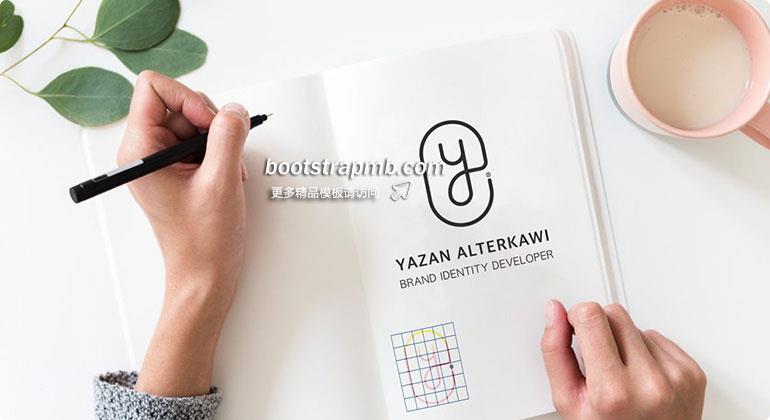 y
®
bootstrapmb.com
更多精品模板请访问
YAZAN ALTERKAWI
BRAND IDENTITY DEVELOPER
y